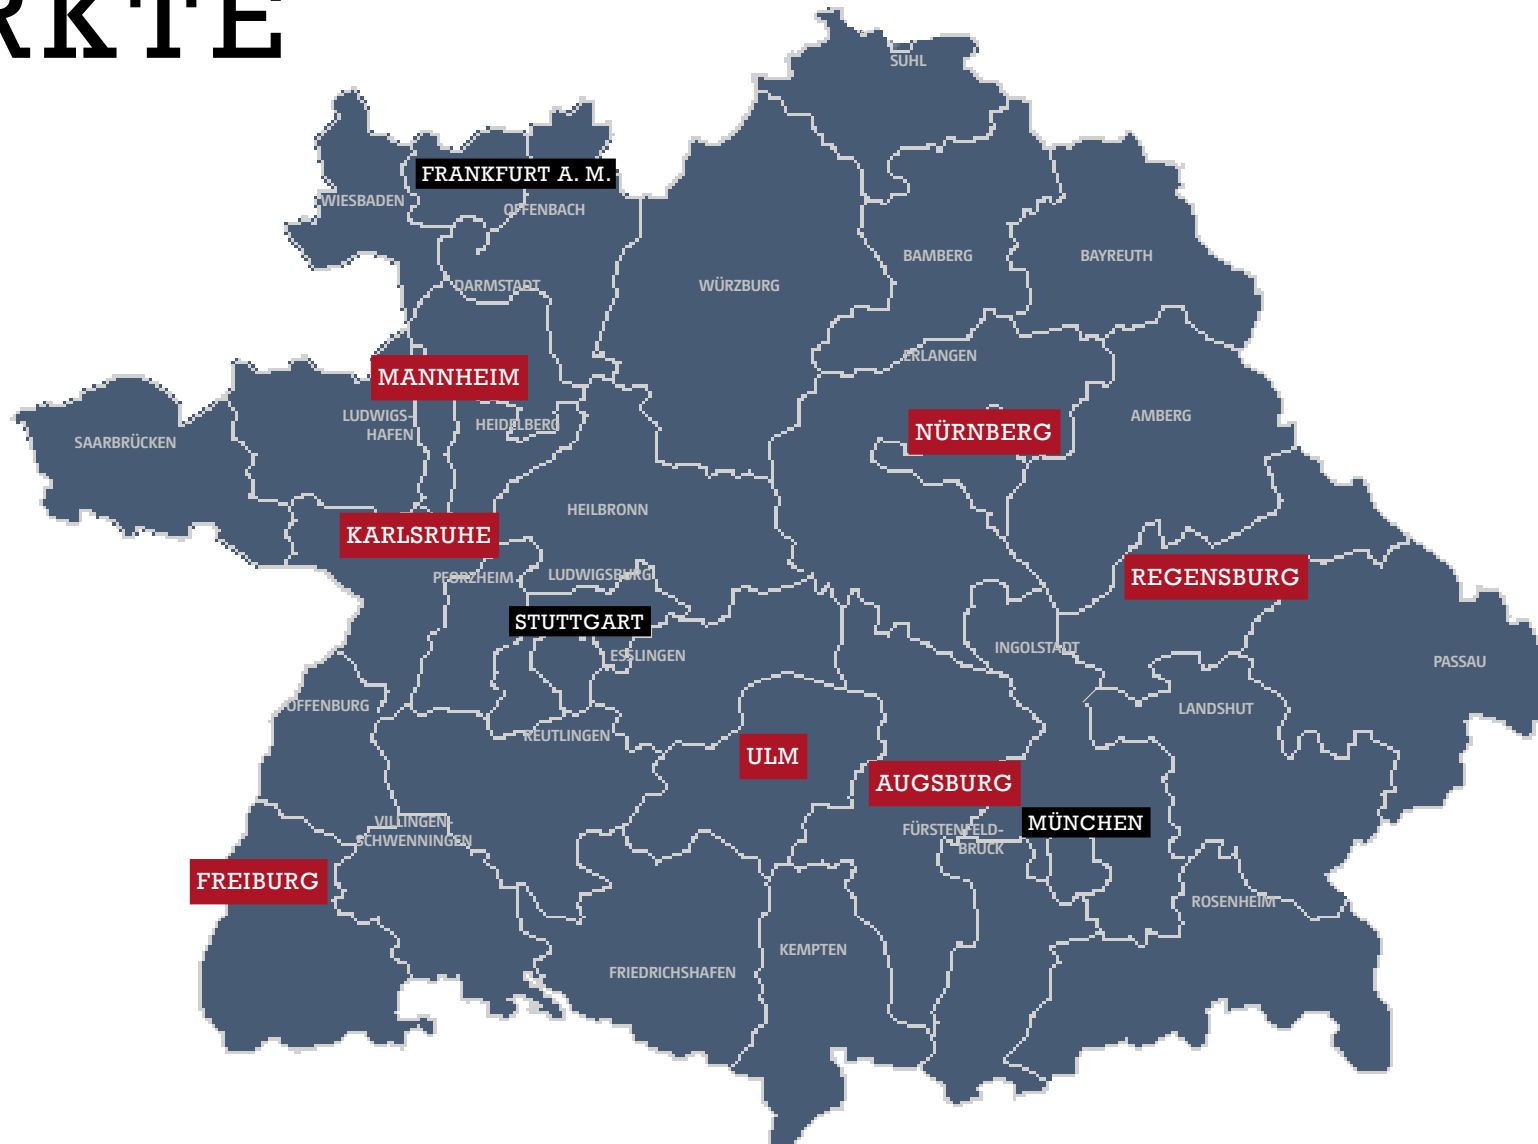 RKTE
SUHL
FRANKFURT A. M.
WIESBADEN
OFFENBACH
BAMBERG
BAYREUTH
DARMSTADT
WÜRZBURG
ERLANGEN
MANNHEIM
LUDWIGS-
HAFEN
HEIDELBERG
AMBERG
NÜRNBERG
SAARBRÜCKEN
HEILBRONN
KARLSRUHE
PFORZHEIM
LUDWIGSBURG
REGENSBURG
STUTTGART
ESSLINGEN
INGOLSTADT
PASSAU
OFFENBURG
LANDSHUT
REUTLINGEN
ULM
AUGSBURG
VILLINGEN-
SCHWENNINGEN
FÜRSTENFELD-
BRUCK
MÜNCHEN
FREIBURG
ROSENHEIM
KEMPTEN
FRIEDRICHSHAFEN